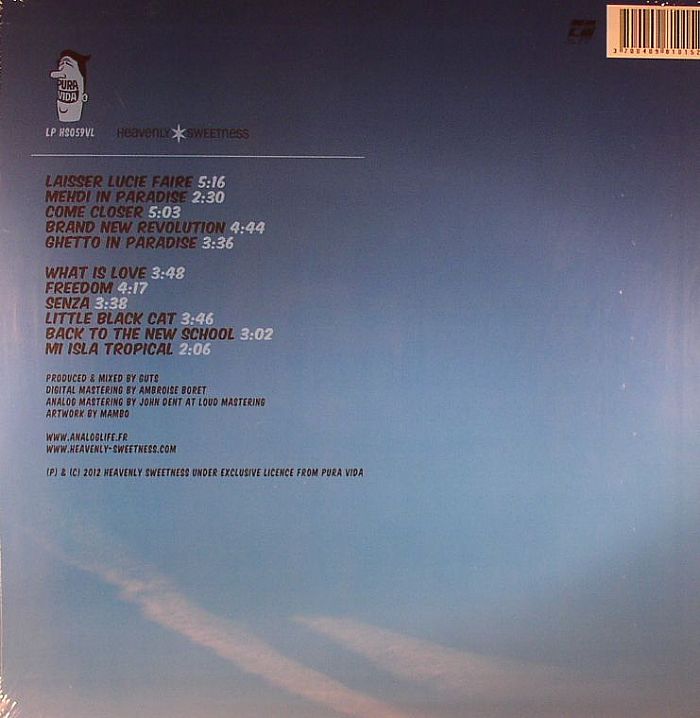 PURA
VIDA
LP HS059VL
HEAVENLY SWEETNESS
LAISSER LUCIE FAIRE 5:16
MEHDI IN PARADISE 2:30
COME CLOSER 5:03
BRAND NEW REVOLUTION 4:44
GHETTO IN PARADISE 3:36
WHAT IS LOVE 3:48
FREEDOM 4:17
SENZA 3:38
LITTLE BLACK CAT 3:46
BACK TO THE NEW SCHOOL 3:02
MI ISLA TROPICAL 2:06
PRODUCED & MIXED BY GUTS
DIGITAL MASTERING BY AMBROISE BORET
ANALOG MASTERING BY JOHN DENT AT LOUD MASTERING
ARTWORK BY MAMBO
WWW.ANALOGLIFE.FR
WWW.HEAVENLY-SWEETNESS.COM
(P) & (C) 2012 HEAVENLY SWEETNESS UNDER EXCLUSIVE LICENCE FROM PURA VIDA